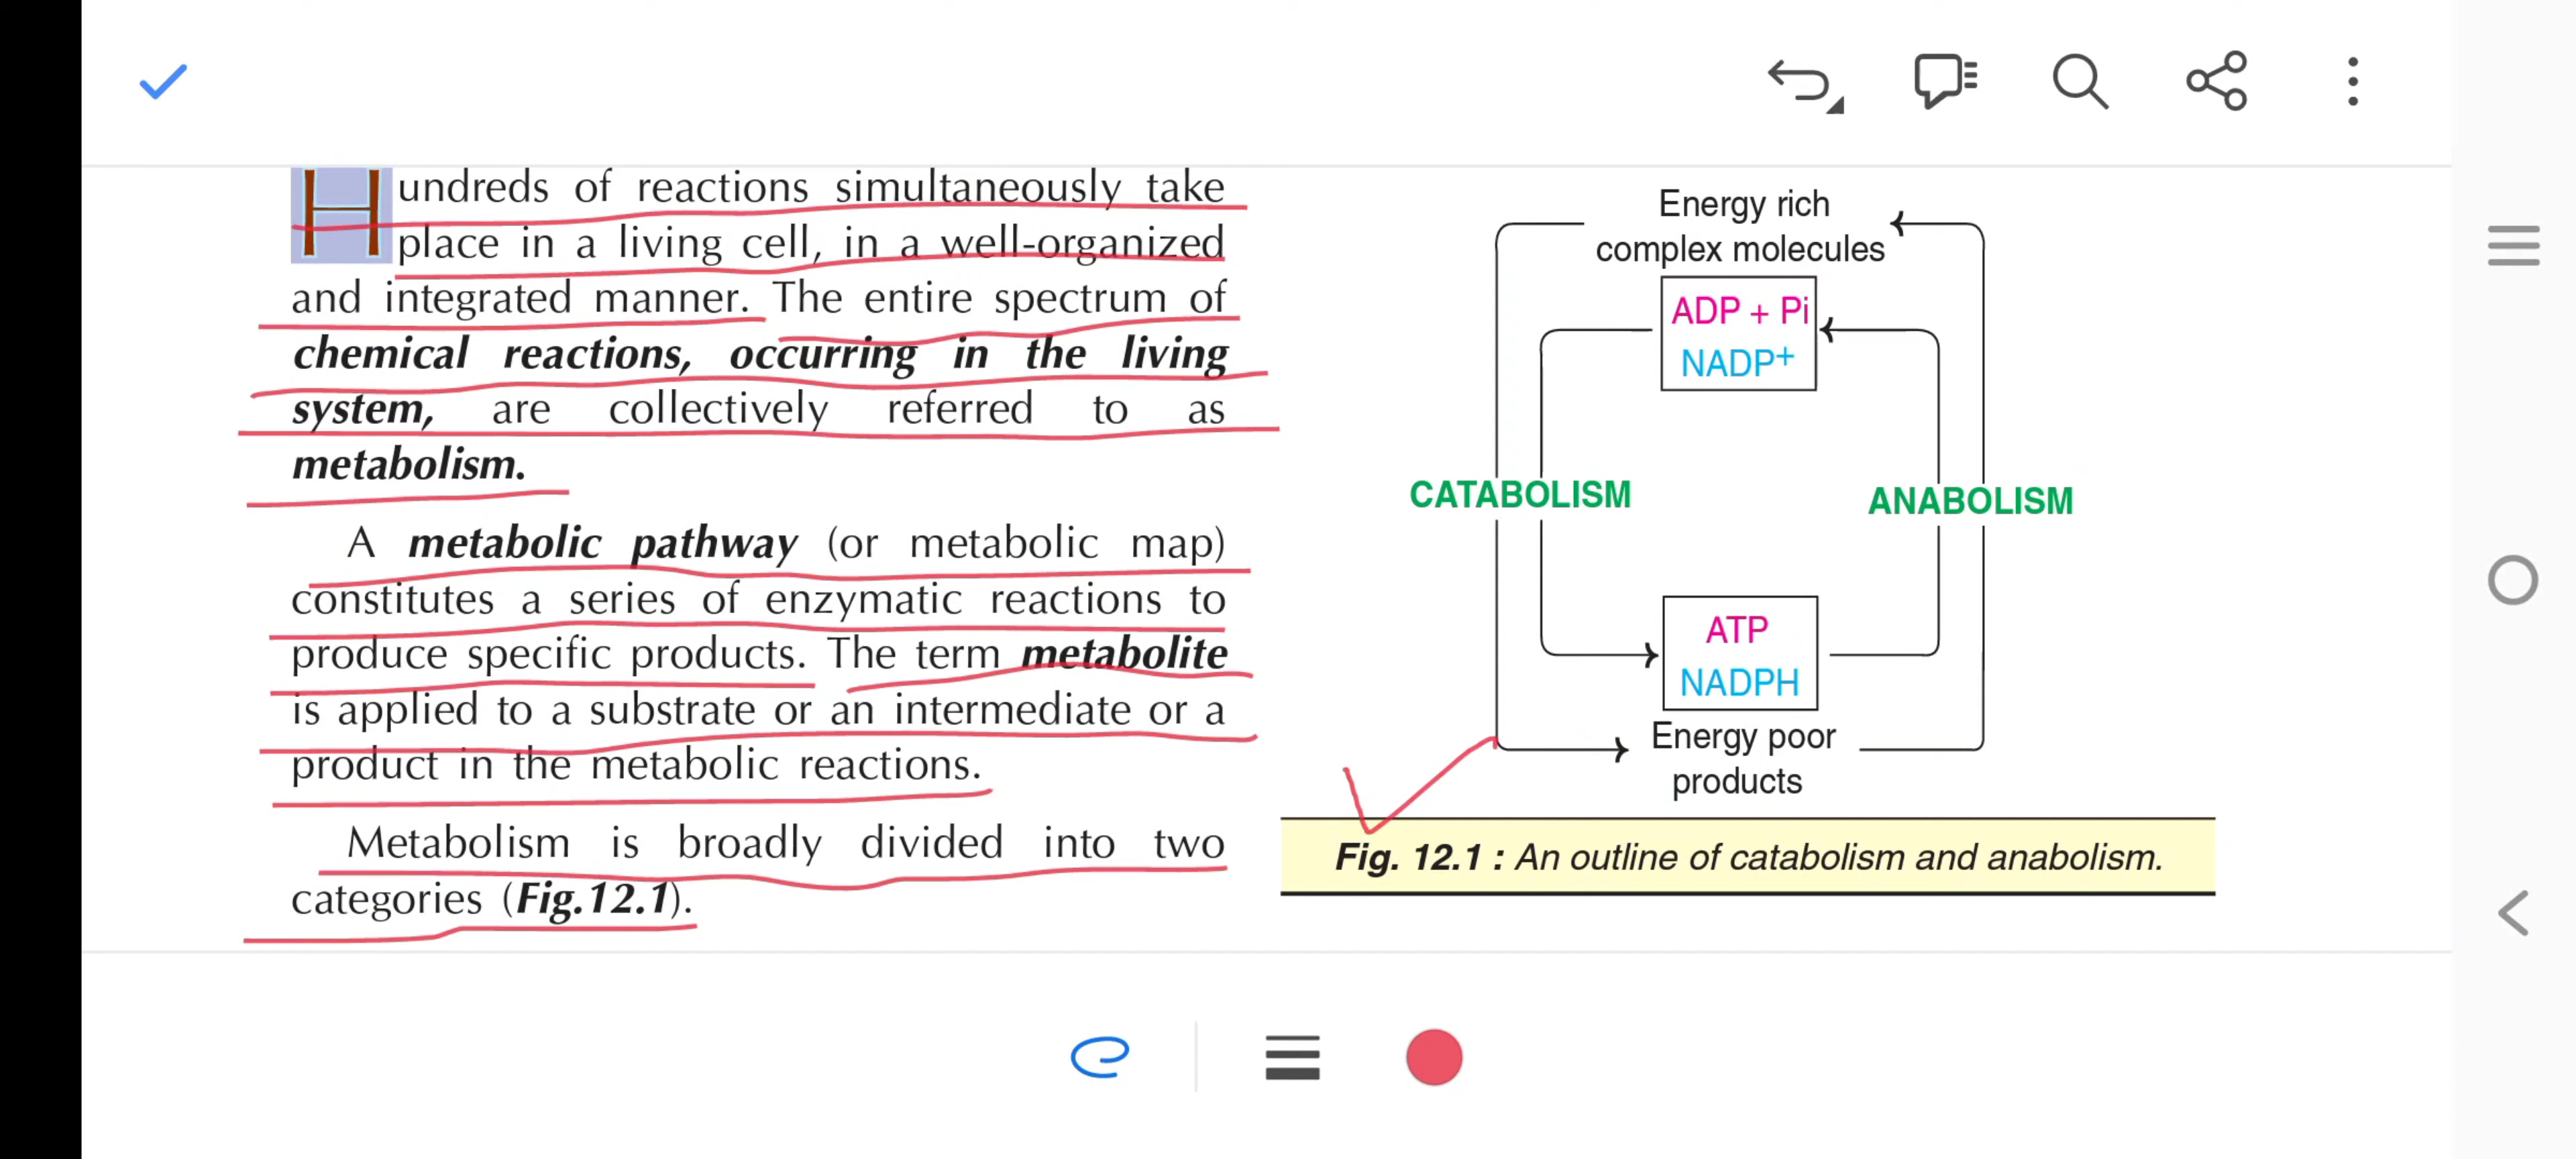 Hundreds of reactions simultaneously take
place in a living cell, in a well-organized
and integrated manner. The entire spectrum of
chemical reactions, occurring in the living
system, are collectively referred to as
metabolism.
A metabolic pathway (or metabolic map)
constitutes a series of enzymatic reactions to
produce specific products. The term metabolite
is applied to a substrate or an intermediate or a
product in the metabolic reactions.
Metabolism is broadly divided into two
categories (Fig.12.1).
Energy rich
complex molecules
ADP + Pi
NADP⁺
CATABOLISM
ANABOLISM
ATP
NADPH
Energy poor
products
Fig. 12.1 : An outline of catabolism and anabolism.